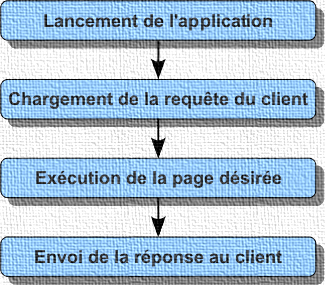 Lancement de l'application
Chargement de la requête du client
Exécution de la page désirée
Envoi de la réponse au client